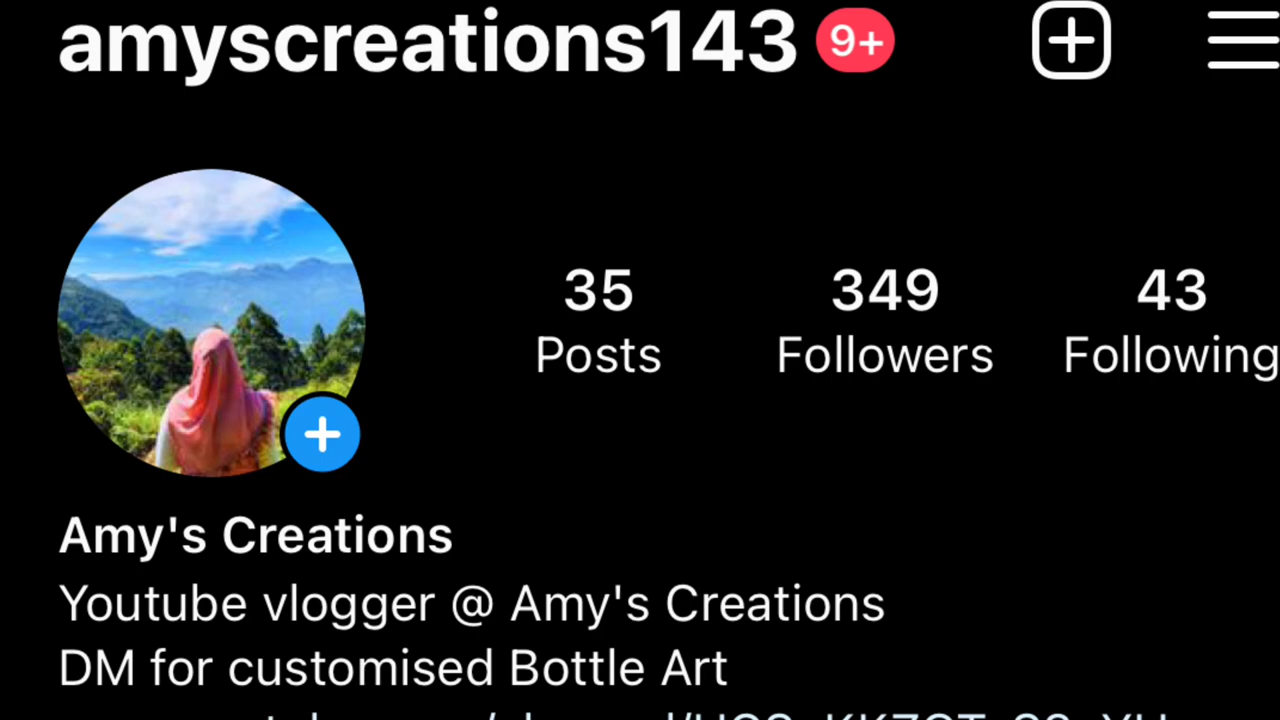 amyscreations143 9+
35 349 43
Posts Followers Following
Amy's Creations
Youtube vlogger @ Amy's Creations
DM for customised Bottle Art